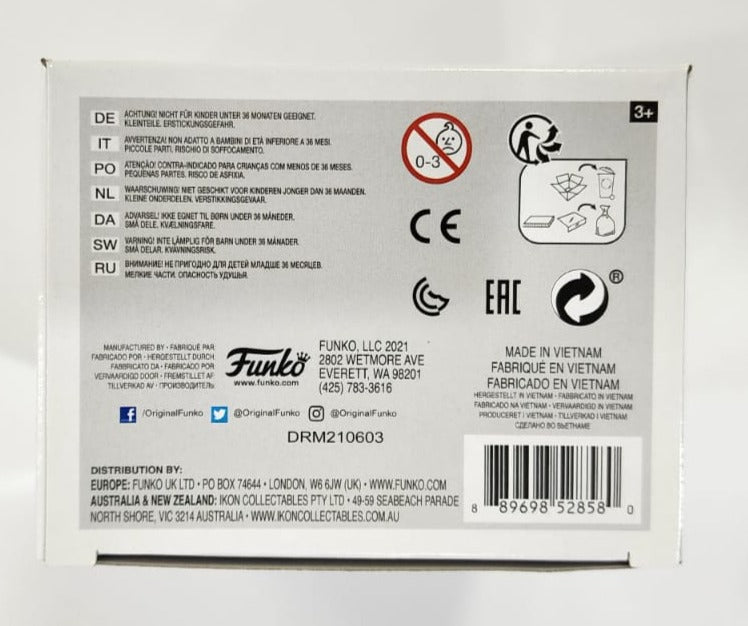 DE ACHTUNG! NICHT FÜR KINDER UNTER 36 MONATEN GEEIGNET.
KLEINTEILE. ERSTICKUNGSGEFAHR.
IT AVVERTENZA! NON ADATTO A BAMBINI DI ETÀ INFERIORE A 36 MESI.
PICCOLE PARTI. RISCHIO DI SOFFOCAMENTO.
PO ATENÇÃO! CONTRA-INDICADO PARA CRIANÇAS COM MENOS DE 36 MESES.
PEQUENAS PARTES. RISCO DE ASFIXIA.
NL WAARSCHUWING! NIET GESCHIKT VOOR KINDEREN JONGER DAN 36 MAANDEN.
KLEINE ONDERDELEN. VERSTIKKINGSGEVAAR.
DA ADVARSEL! IKKE EGNET TIL BØRN UNDER 36 MÅNEDER.
SMÅ DELE. KVÆLNINGSFARE.
SW VARNING! INTE LÄMPLIG FÖR BARN UNDER 36 MÅNADER.
SMÅ DELAR. KVÄVNINGSRISK.
RU ВНИМАНИЕ! НЕ ПРИГОДНО ДЛЯ ДЕТЕЙ МЛАДШЕ 36 МЕСЯЦЕВ.
МЕЛКИЕ ЧАСТИ. ОПАСНОСТЬ УДУШЬЯ.
0-3
3+
CE
EAC
®
MANUFACTURED BY • FABRIQUÉ PAR
FABRICADO POR • HERGESTELLT DURCH
FABBRICATO DA • FABRICADO POR
VERVAARDIGD DOOR • FREMSTILLET AF
TILLVERKAD AV • ПРОИЗВОДИТЕЛЬ
Funko
www.funko.com
FUNKO, LLC 2021
2802 WETMORE AVE
EVERETT, WA 98201
(425) 783-3616
MADE IN VIETNAM
FABRIQUÉ EN VIETNAM
FABRICADO EN VIETNAM
HERGESTELLT IN VIETNAM • FABBRICATO IN VIETNAM
FABRICADO NA VIETNAM • VERVAARDIGD IN VIETNAM
PRODUCERET I VIETNAM • TILLVERKAD I VIETNAM
СДЕЛАНО ВО ВЬЕТНАМЕ
f /OriginalFunko @OriginalFunko @OriginalFunko
DRM210603
DISTRIBUTION BY:
EUROPE: FUNKO UK LTD • PO BOX 74644 • LONDON, W6 6JW (UK) • WWW.FUNKO.COM
AUSTRALIA & NEW ZEALAND: IKON COLLECTABLES PTY LTD • 49-59 SEABEACH PARADE
NORTH SHORE, VIC 3214 AUSTRALIA • WWW.IKONCOLLECTABLES.COM.AU
8 89698 52858 0